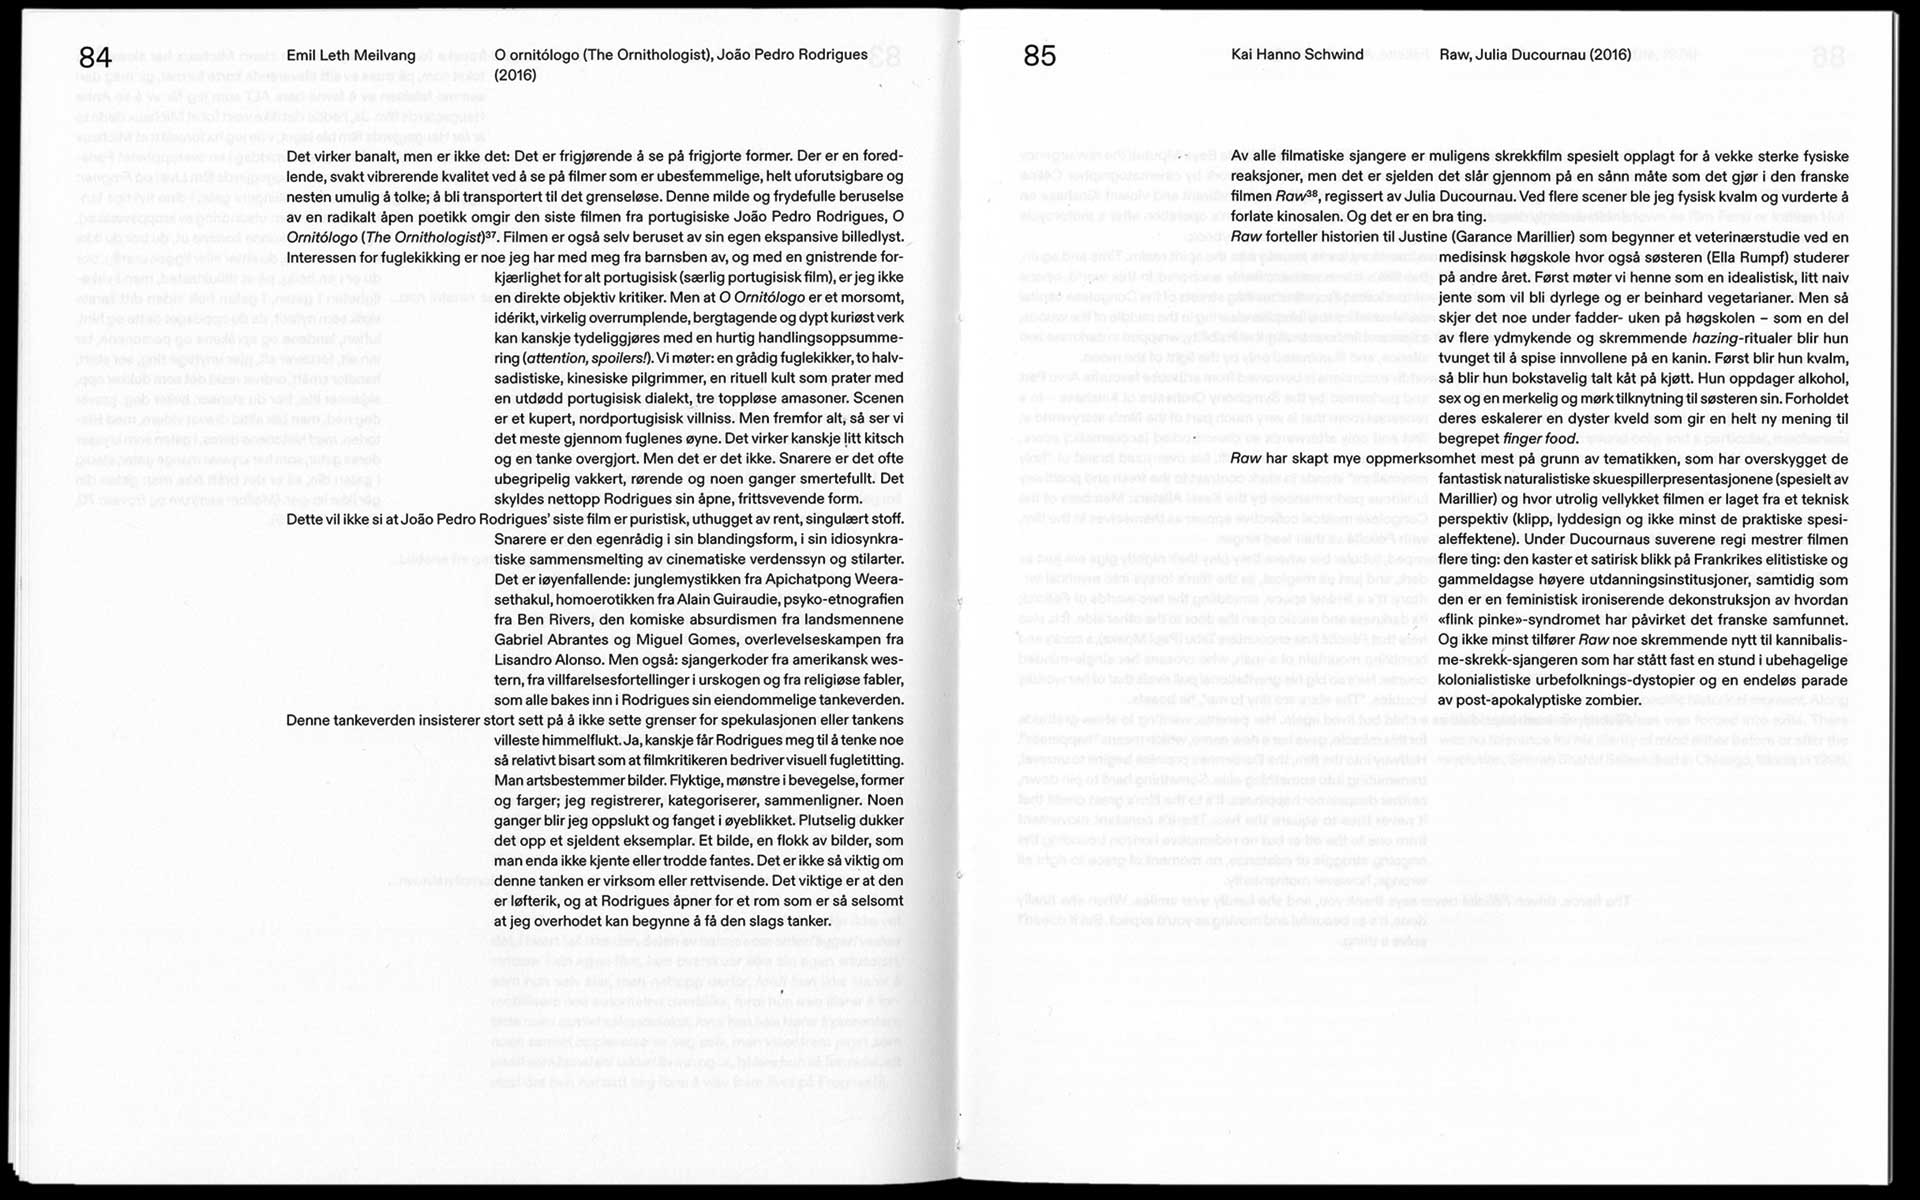 84
Emil Leth Meilvang
O ornitólogo (The Ornithologist), João Pedro Rodrigues
(2016)
Det virker banalt, men er ikke det: Det er frigjørende å se på frigjorte former. Der er en fored-
lende, svakt vibrerende kvalitet ved å se på filmer som er ubestemmelige, helt uforutsigbare og
nesten umulig å tolke; å bli transportert til det grenseløse. Denne milde og frydefulle beruselse
av en radikalt åpen poetikk omgir den siste filmen fra portugisiske João Pedro Rodrigues, O
Ornitólogo (The Ornithologist)³⁷. Filmen er også selv beruset av sin egen ekspansive billedlyst.
Interessen for fuglekikking er noe jeg har med meg fra barnsben av, og med en gnistrende for-
kjærlighet for alt portugisisk (særlig portugisisk film), er jeg ikke
en direkte objektiv kritiker. Men at O Ornitólogo er et morsomt,
idérikt, virkelig overrumplende, bergtagende og dypt kuriøst verk
kan kanskje tydeliggjøres med en hurtig handlingsoppsumme-
ring (attention, spoilers!). Vi møter: en grådig fuglekikker, to halv-
sadistiske, kinesiske pilgrimmer, en rituell kult som prater med
en utdødd portugisisk dialekt, tre toppløse amasoner. Scenen
er et kupert, nordportugisisk villniss. Men fremfor alt, så ser vi
det meste gjennom fuglenes øyne. Det virker kanskje litt kitsch
og en tanke overgjort. Men det er det ikke. Snarere er det ofte
ubegripelig vakkert, rørende og noen ganger smertefullt. Det
skyldes nettopp Rodrigues sin åpne, frittsvevende form.
Dette vil ikke si at João Pedro Rodrigues' siste film er puristisk, uthugget av rent, singulært stoff.
Snarere er den egenrådig i sin blandingsform, i sin idiosynkra-
tiske sammensmelting av cinematiske verdenssyn og stilarter.
Det er iøyenfallende: junglemystikken fra Apichatpong Weera-
sethakul, homoerotikken fra Alain Guiraudie, psyko-etnografien
fra Ben Rivers, den komiske absurdismen fra landsmennene
Gabriel Abrantes og Miguel Gomes, overlevelseskampen fra
Lisandro Alonso. Men også: sjangerkoder fra amerikansk wes-
tern, fra villfarelsesfortellinger i urskogen og fra religiøse fabler,
som alle bakes inn i Rodrigues sin eiendommelige tankeverden.
Denne tankeverden insisterer stort sett på å ikke sette grenser for spekulasjonen eller tankens
villeste himmelflukt. Ja, kanskje får Rodrigues meg til å tenke noe
så relativt bisart som at filmkritikeren bedriver visuell fugletitting.
Man artsbestemmer bilder. Flyktige, mønstre i bevegelse, former
og farger; jeg registrerer, kategoriserer, sammenligner. Noen
ganger blir jeg oppslukt og fanget i øyeblikket. Plutselig dukker
det opp et sjeldent eksemplar. Et bilde, en flokk av bilder, som
man enda ikke kjente eller trodde fantes. Det er ikke så viktig om
denne tanken er virksom eller rettvisende. Det viktige er at den
er løfterik, og at Rodrigues åpner for et rom som er så selsomt
at jeg overhodet kan begynne å få den slags tanker.
85
Kai Hanno Schwind
Raw, Julia Ducournau (2016)
Av alle filmatiske sjangere er muligens skrekkfilm spesielt opplagt for å vekke sterke fysiske
reaksjoner, men det er sjelden det slår gjennom på en sånn måte som det gjør i den franske
filmen Raw³⁸, regissert av Julia Ducournau. Ved flere scener ble jeg fysisk kvalm og vurderte å
forlate kinosalen. Og det er en bra ting.
Raw forteller historien til Justine (Garance Marillier) som begynner et veterinærstudie ved en
medisinsk høgskole hvor også søsteren (Ella Rumpf) studerer
på andre året. Først møter vi henne som en idealistisk, litt naiv
jente som vil bli dyrlege og er beinhard vegetarianer. Men så
skjer det noe under fadder- uken på høgskolen – som en del
av flere ydmykende og skremmende hazing-ritualer blir hun
tvunget til å spise innvollene på en kanin. Først blir hun kvalm,
så blir hun bokstavelig talt kåt på kjøtt. Hun oppdager alkohol,
sex og en merkelig og mørk tilknytning til søsteren sin. Forholdet
deres eskalerer en dyster kveld som gir en helt ny mening til
begrepet finger food.
Raw har skapt mye oppmerksomhet mest på grunn av tematikken, som har overskygget de
fantastisk naturalistiske skuespillerpresentasjonene (spesielt av
Marillier) og hvor utrolig vellykket filmen er laget fra et teknisk
perspektiv (klipp, lyddesign og ikke minst de praktiske spesi-
aleffektene). Under Ducournaus suverene regi mestrer filmen
flere ting: den kaster et satirisk blikk på Frankrikes elitistiske og
gammeldagse høyere utdanningsinstitusjoner, samtidig som
den er en feministisk ironiserende dekonstruksjon av hvordan
«flink pinke»-syndromet har påvirket det franske samfunnet.
Og ikke minst tilfører Raw noe skremmende nytt til kannibalis-
me-skrekk-sjangeren som har stått fast en stund i ubehagelige
kolonialistiske urbefolknings-dystopier og en endeløs parade
av post-apokalyptiske zombier.